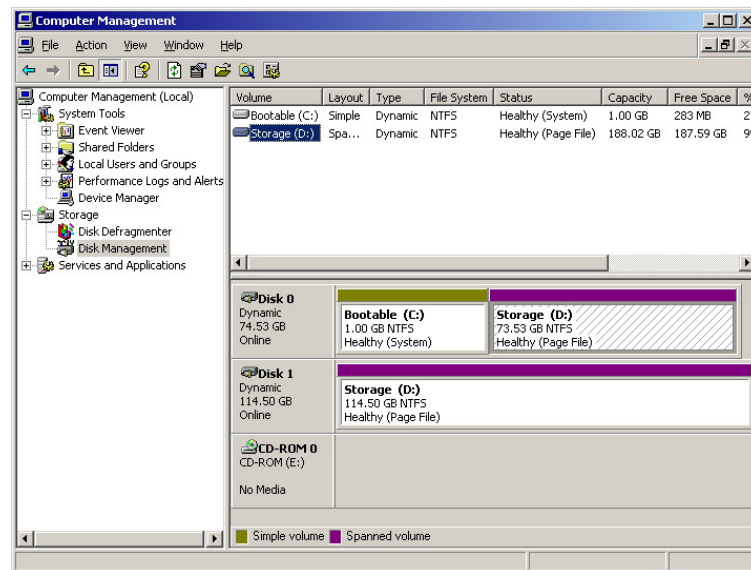 Computer Management
File Action View Window Help
Computer Management (Local)
System Tools
Event Viewer
Shared Folders
Local Users and Groups
Performance Logs and Alerts
Device Manager
Storage
Disk Defragmenter
Disk Management
Services and Applications
Volume Layout Type File System Status Capacity Free Space %
Bootable (C:) Simple Dynamic NTFS Healthy (System) 1.00 GB 283 MB
Storage (D:) Spa... Dynamic NTFS Healthy (Page File) 188.02 GB 187.59 GB
Disk 0
Dynamic
74.53 GB
Online
Bootable (C:)
1.00 GB NTFS
Healthy (System)
Storage (D:)
73.53 GB NTFS
Healthy (Page File)
Disk 1
Dynamic
114.50 GB
Online
Storage (D:)
114.50 GB NTFS
Healthy (Page File)
CD-ROM 0
CD-ROM (E:)
No Media
Simple volume Spanned volume